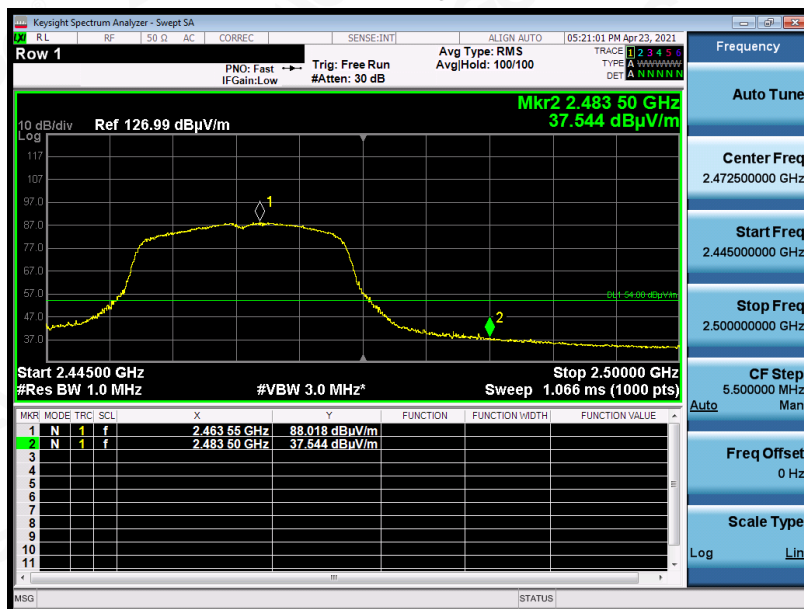 Keysight Spectrum Analyzer - Swept SA
LXI RL RF 50 Ω AC CORREC SENSE:INT ALIGN AUTO 05:21:01 PM Apr 23, 2021
Row 1
PNO: Fast
IFGain:Low
Trig: Free Run
#Atten: 30 dB
Avg Type: RMS
Avg|Hold: 100/100
TRACE 1 2 3 4 5 6
TYPE A WWWWW
DET A N N N N N
Mkr2 2.483 50 GHz
37.544 dBµV/m
10 dB/div Ref 126.99 dBµV/m
Log
117
107
97.0
87.0
77.0
67.0
57.0
47.0
37.0
1
2
DL1 54.00 dBµV/m
Start 2.44500 GHz Stop 2.50000 GHz
#Res BW 1.0 MHz #VBW 3.0 MHz* Sweep 1.066 ms (1000 pts)
MKR MODE TRC SCL X Y FUNCTION FUNCTION WIDTH FUNCTION VALUE
1 N 1 f 2.463 55 GHz 88.018 dBµV/m
2 N 1 f 2.483 50 GHz 37.544 dBµV/m
3
4
5
6
7
8
9
10
11
MSG STATUS
Frequency
Auto Tune
Center Freq
2.472500000 GHz
Start Freq
2.445000000 GHz
Stop Freq
2.500000000 GHz
CF Step
5.500000 MHz
Auto Man
Freq Offset
0 Hz
Scale Type
Log Lin